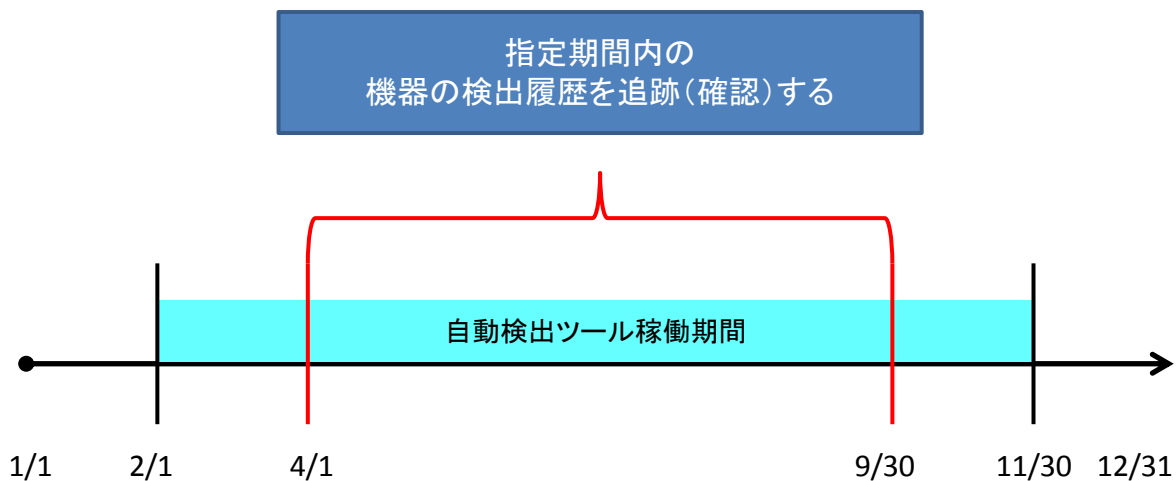 指定期間内の
機器の検出履歴を追跡（確認）する
自動検出ツール稼働期間
1/1 2/1 4/1 9/30 11/30 12/31